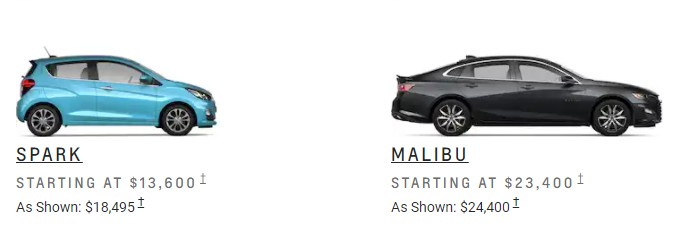 SPARK
STARTING AT $13,600†
As Shown: $18,495†
MALIBU
STARTING AT $23,400†
As Shown: $24,400†